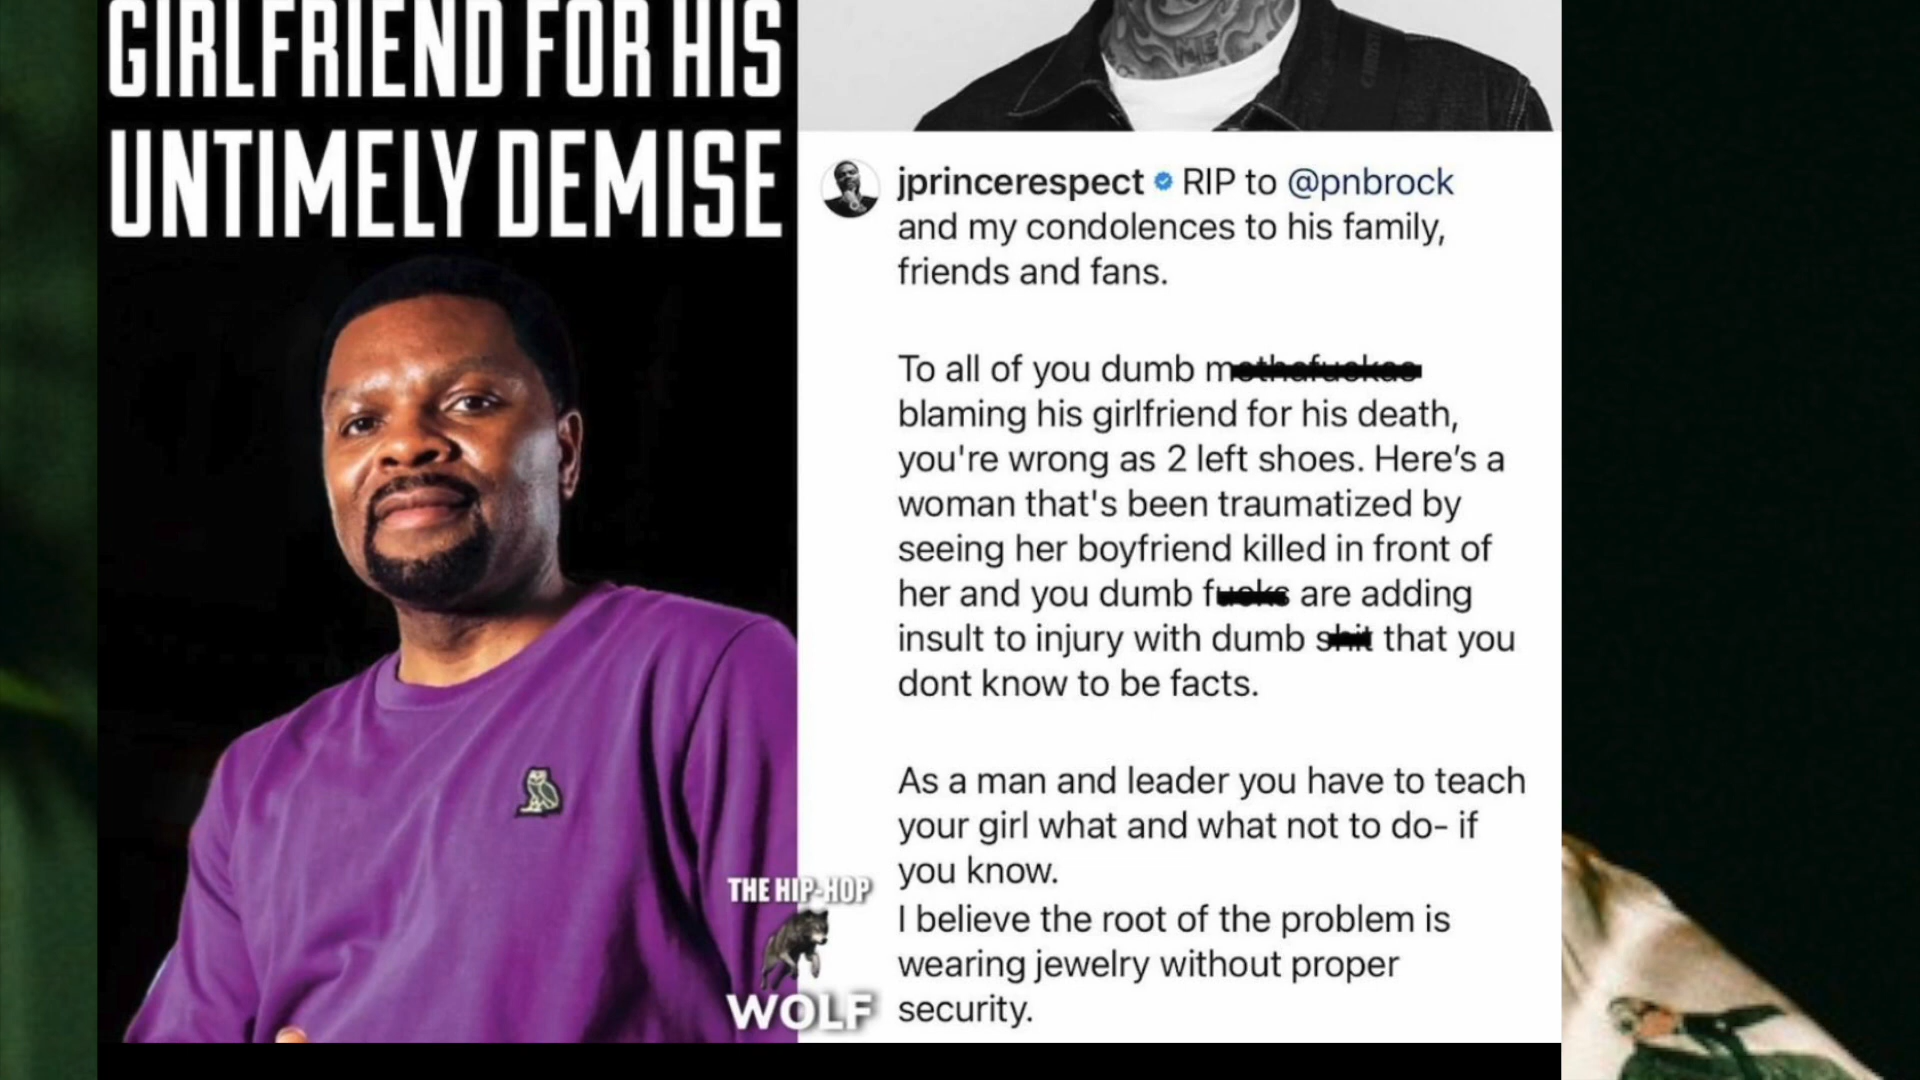 GIRLFRIEND FOR HIS
UNTIMELY DEMISE
ME
jprincerespect RIP to @pnbrock
and my condolences to his family,
friends and fans.
To all of you dumb mothafuckas
blaming his girlfriend for his death,
you're wrong as 2 left shoes. Here's a
woman that's been traumatized by
seeing her boyfriend killed in front of
her and you dumb fucks are adding
insult to injury with dumb shit that you
dont know to be facts.
As a man and leader you have to teach
your girl what and what not to do- if
you know.
I believe the root of the problem is
wearing jewelry without proper
security.
THE HIP-HOP
WOLF